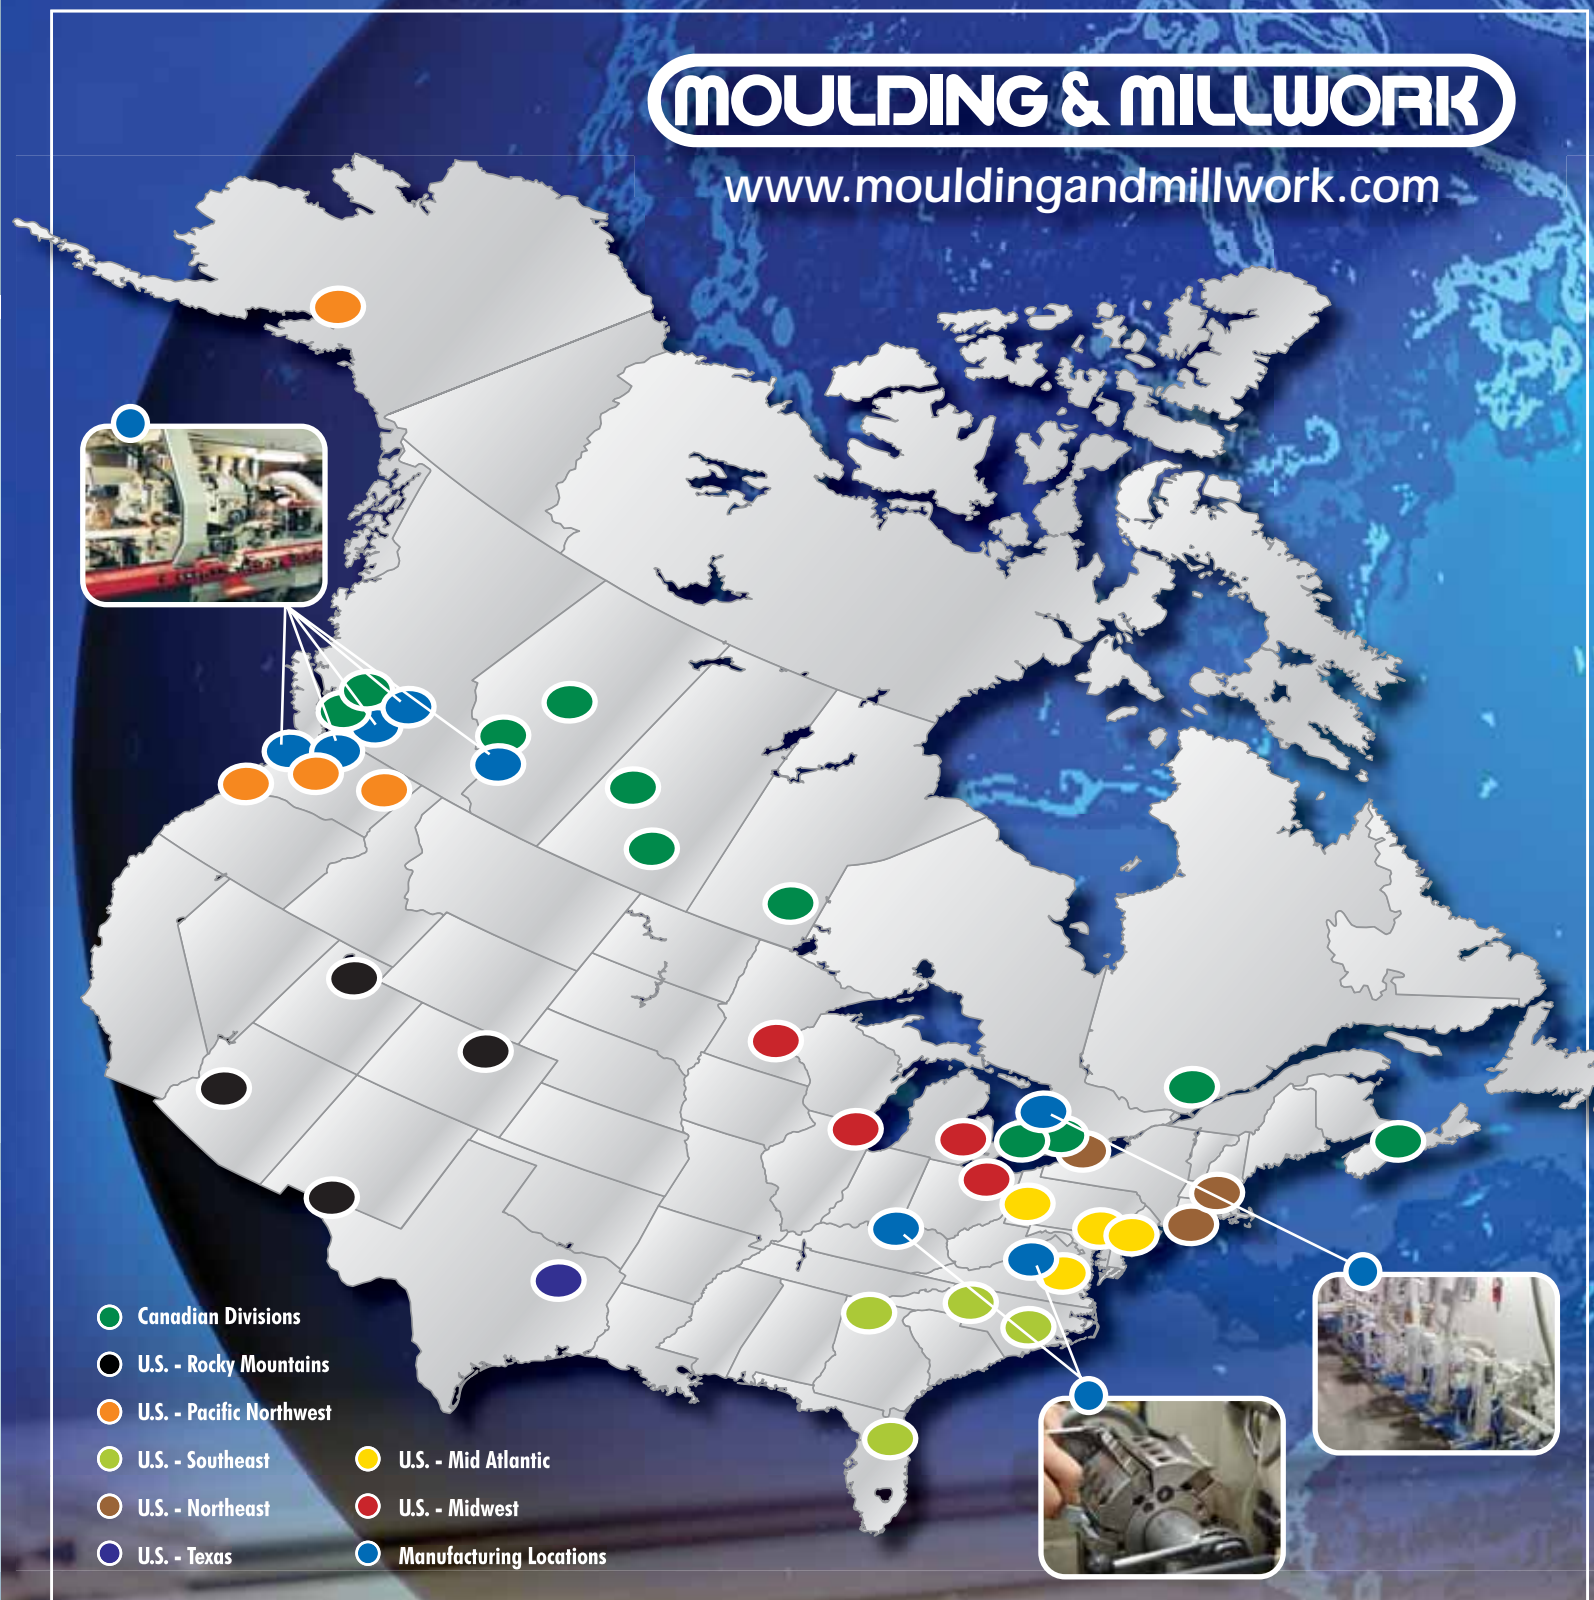 MOULDING & MILLWORK
www.mouldingandmillwork.com
Canadian Divisions
U.S. - Rocky Mountains
U.S. - Pacific Northwest
U.S. - Southeast
U.S. - Northeast
U.S. - Texas
U.S. - Mid Atlantic
U.S. - Midwest
Manufacturing Locations